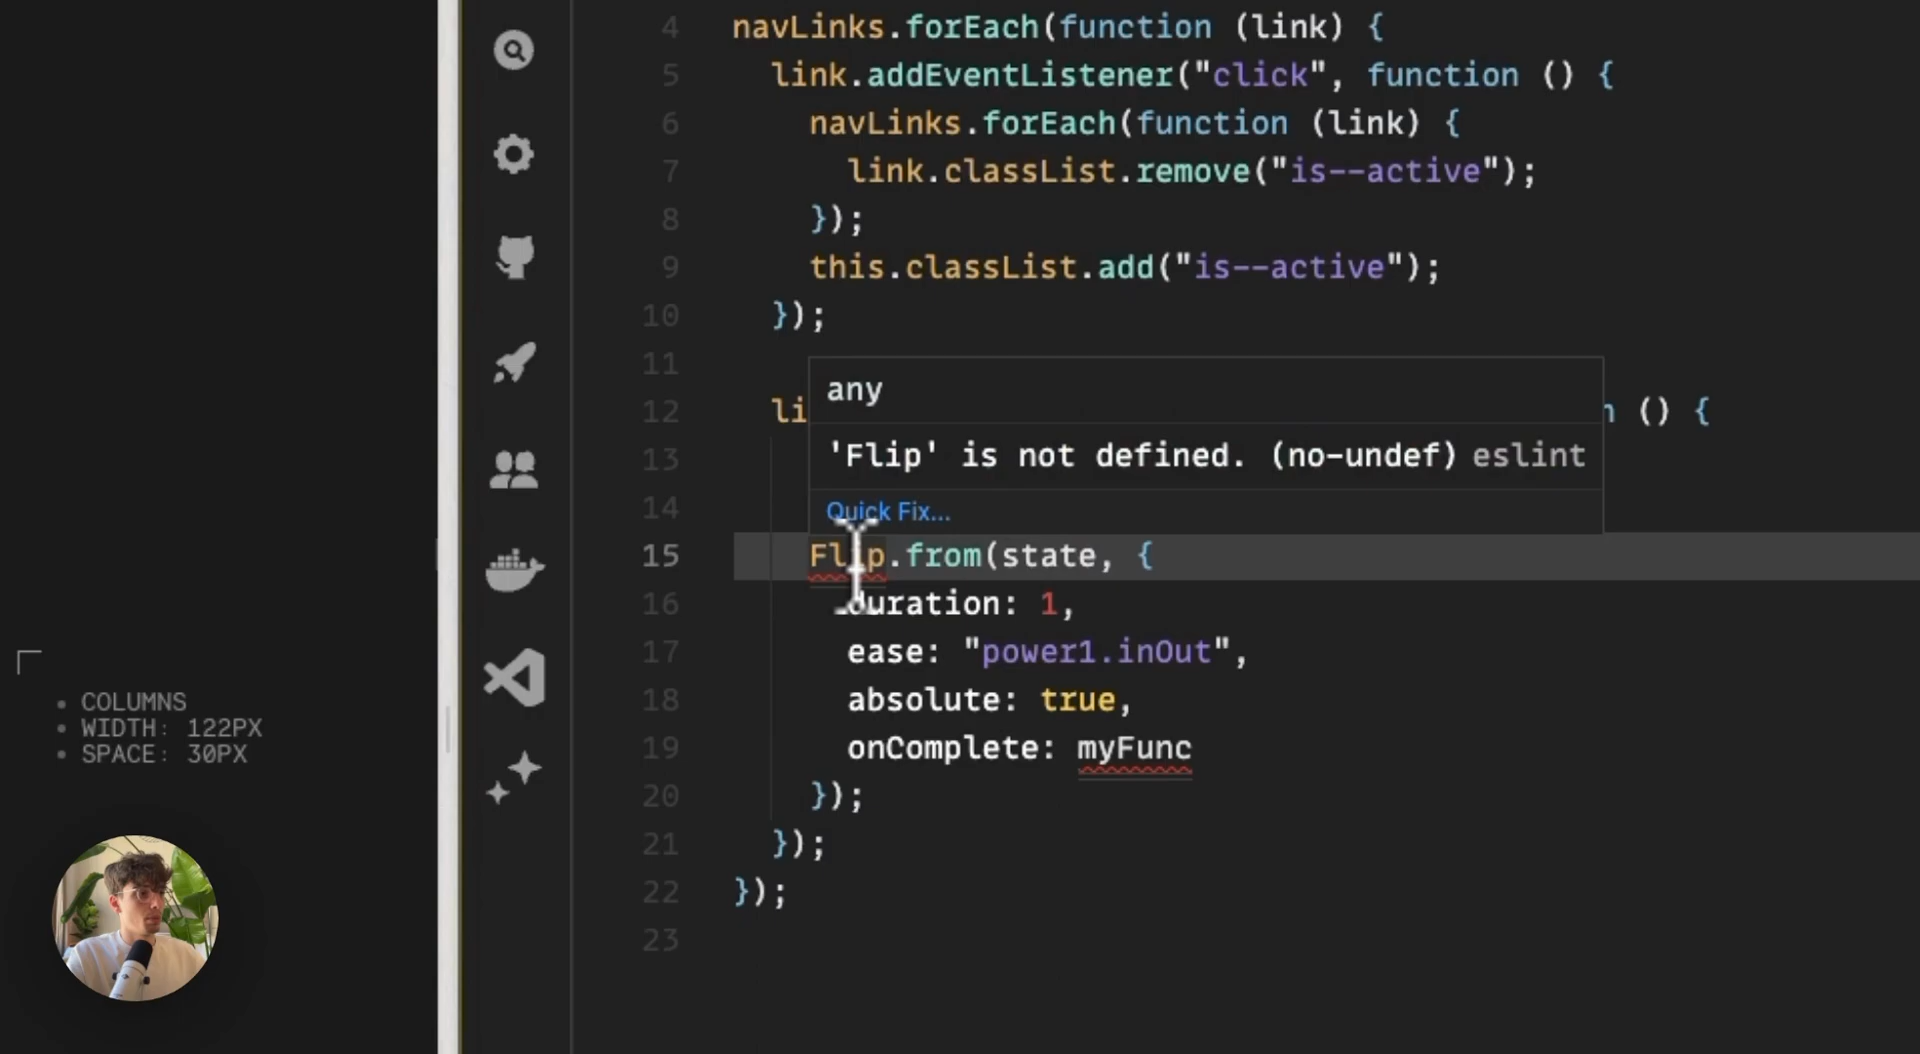 4 navLinks.forEach(function (link) {
5 link.addEventListener("click", function () {
6 navLinks.forEach(function (link) {
7 link.classList.remove("is--active");
8 });
9 this.classList.add("is--active");
10 });
11
any
12 li n () {
13 'Flip' is not defined. (no-undef) eslint
14 Quick Fix...
15 Flip.from(state, {
16 duration: 1,
17 ease: "power1.inOut",
18 absolute: true,
19 onComplete: myFunc
20 });
21 });
22 });
23
• COLUMNS
• WIDTH: 122PX
• SPACE: 30PX